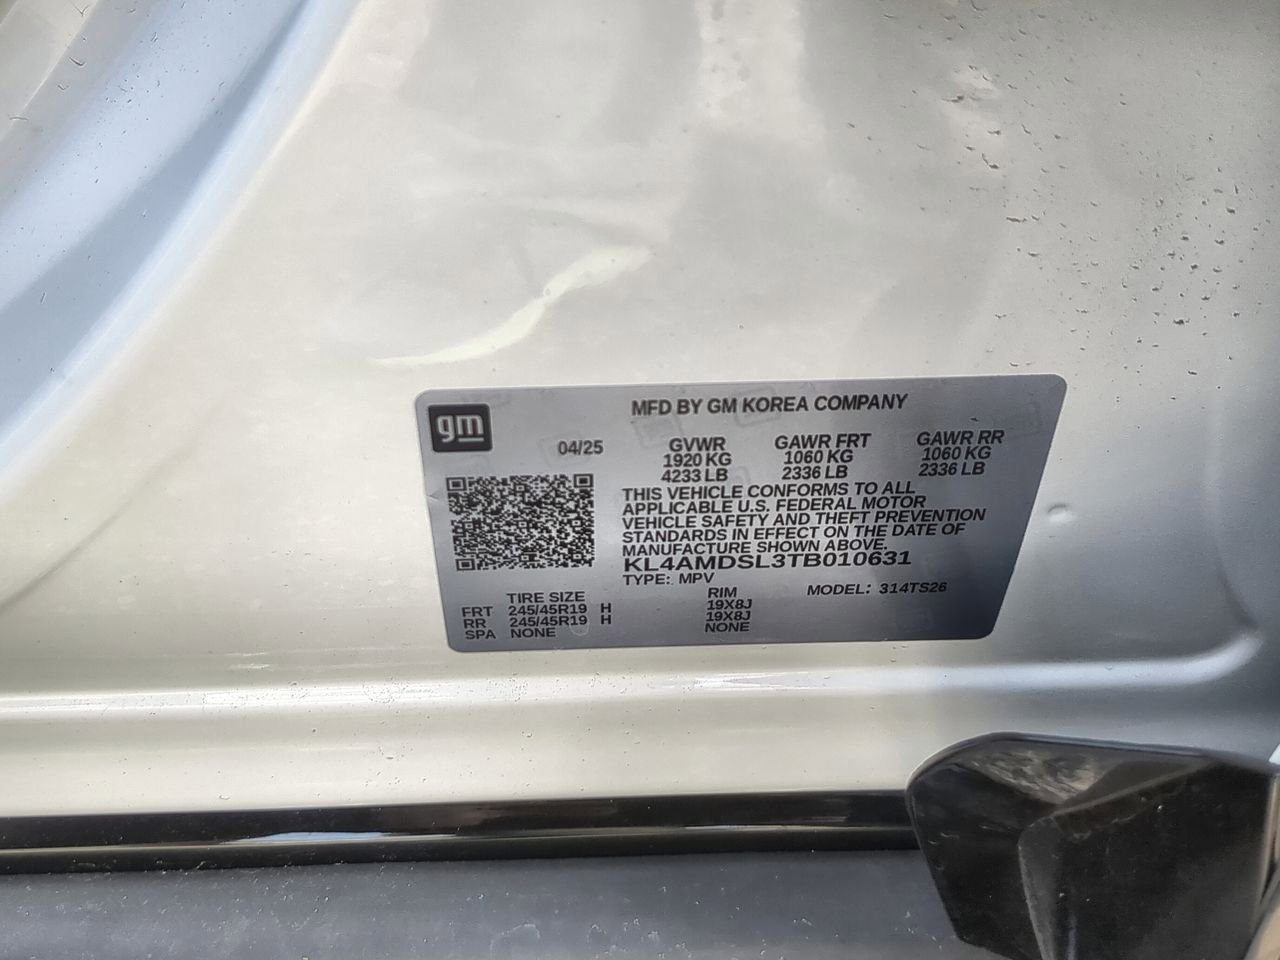 gm
MFD BY GM KOREA COMPANY
04/25 GVWR GAWR FRT GAWR RR
1920 KG 1060 KG 1060 KG
4233 LB 2336 LB 2336 LB
THIS VEHICLE CONFORMS TO ALL
APPLICABLE U.S. FEDERAL MOTOR
VEHICLE SAFETY AND THEFT PREVENTION
STANDARDS IN EFFECT ON THE DATE OF
MANUFACTURE SHOWN ABOVE.
KL4AMDSL3TB010631
TYPE: MPV MODEL: 314TS26
TIRE SIZE RIM
FRT 245/45R19 H 19X8J
RR 245/45R19 H 19X8J
SPA NONE NONE